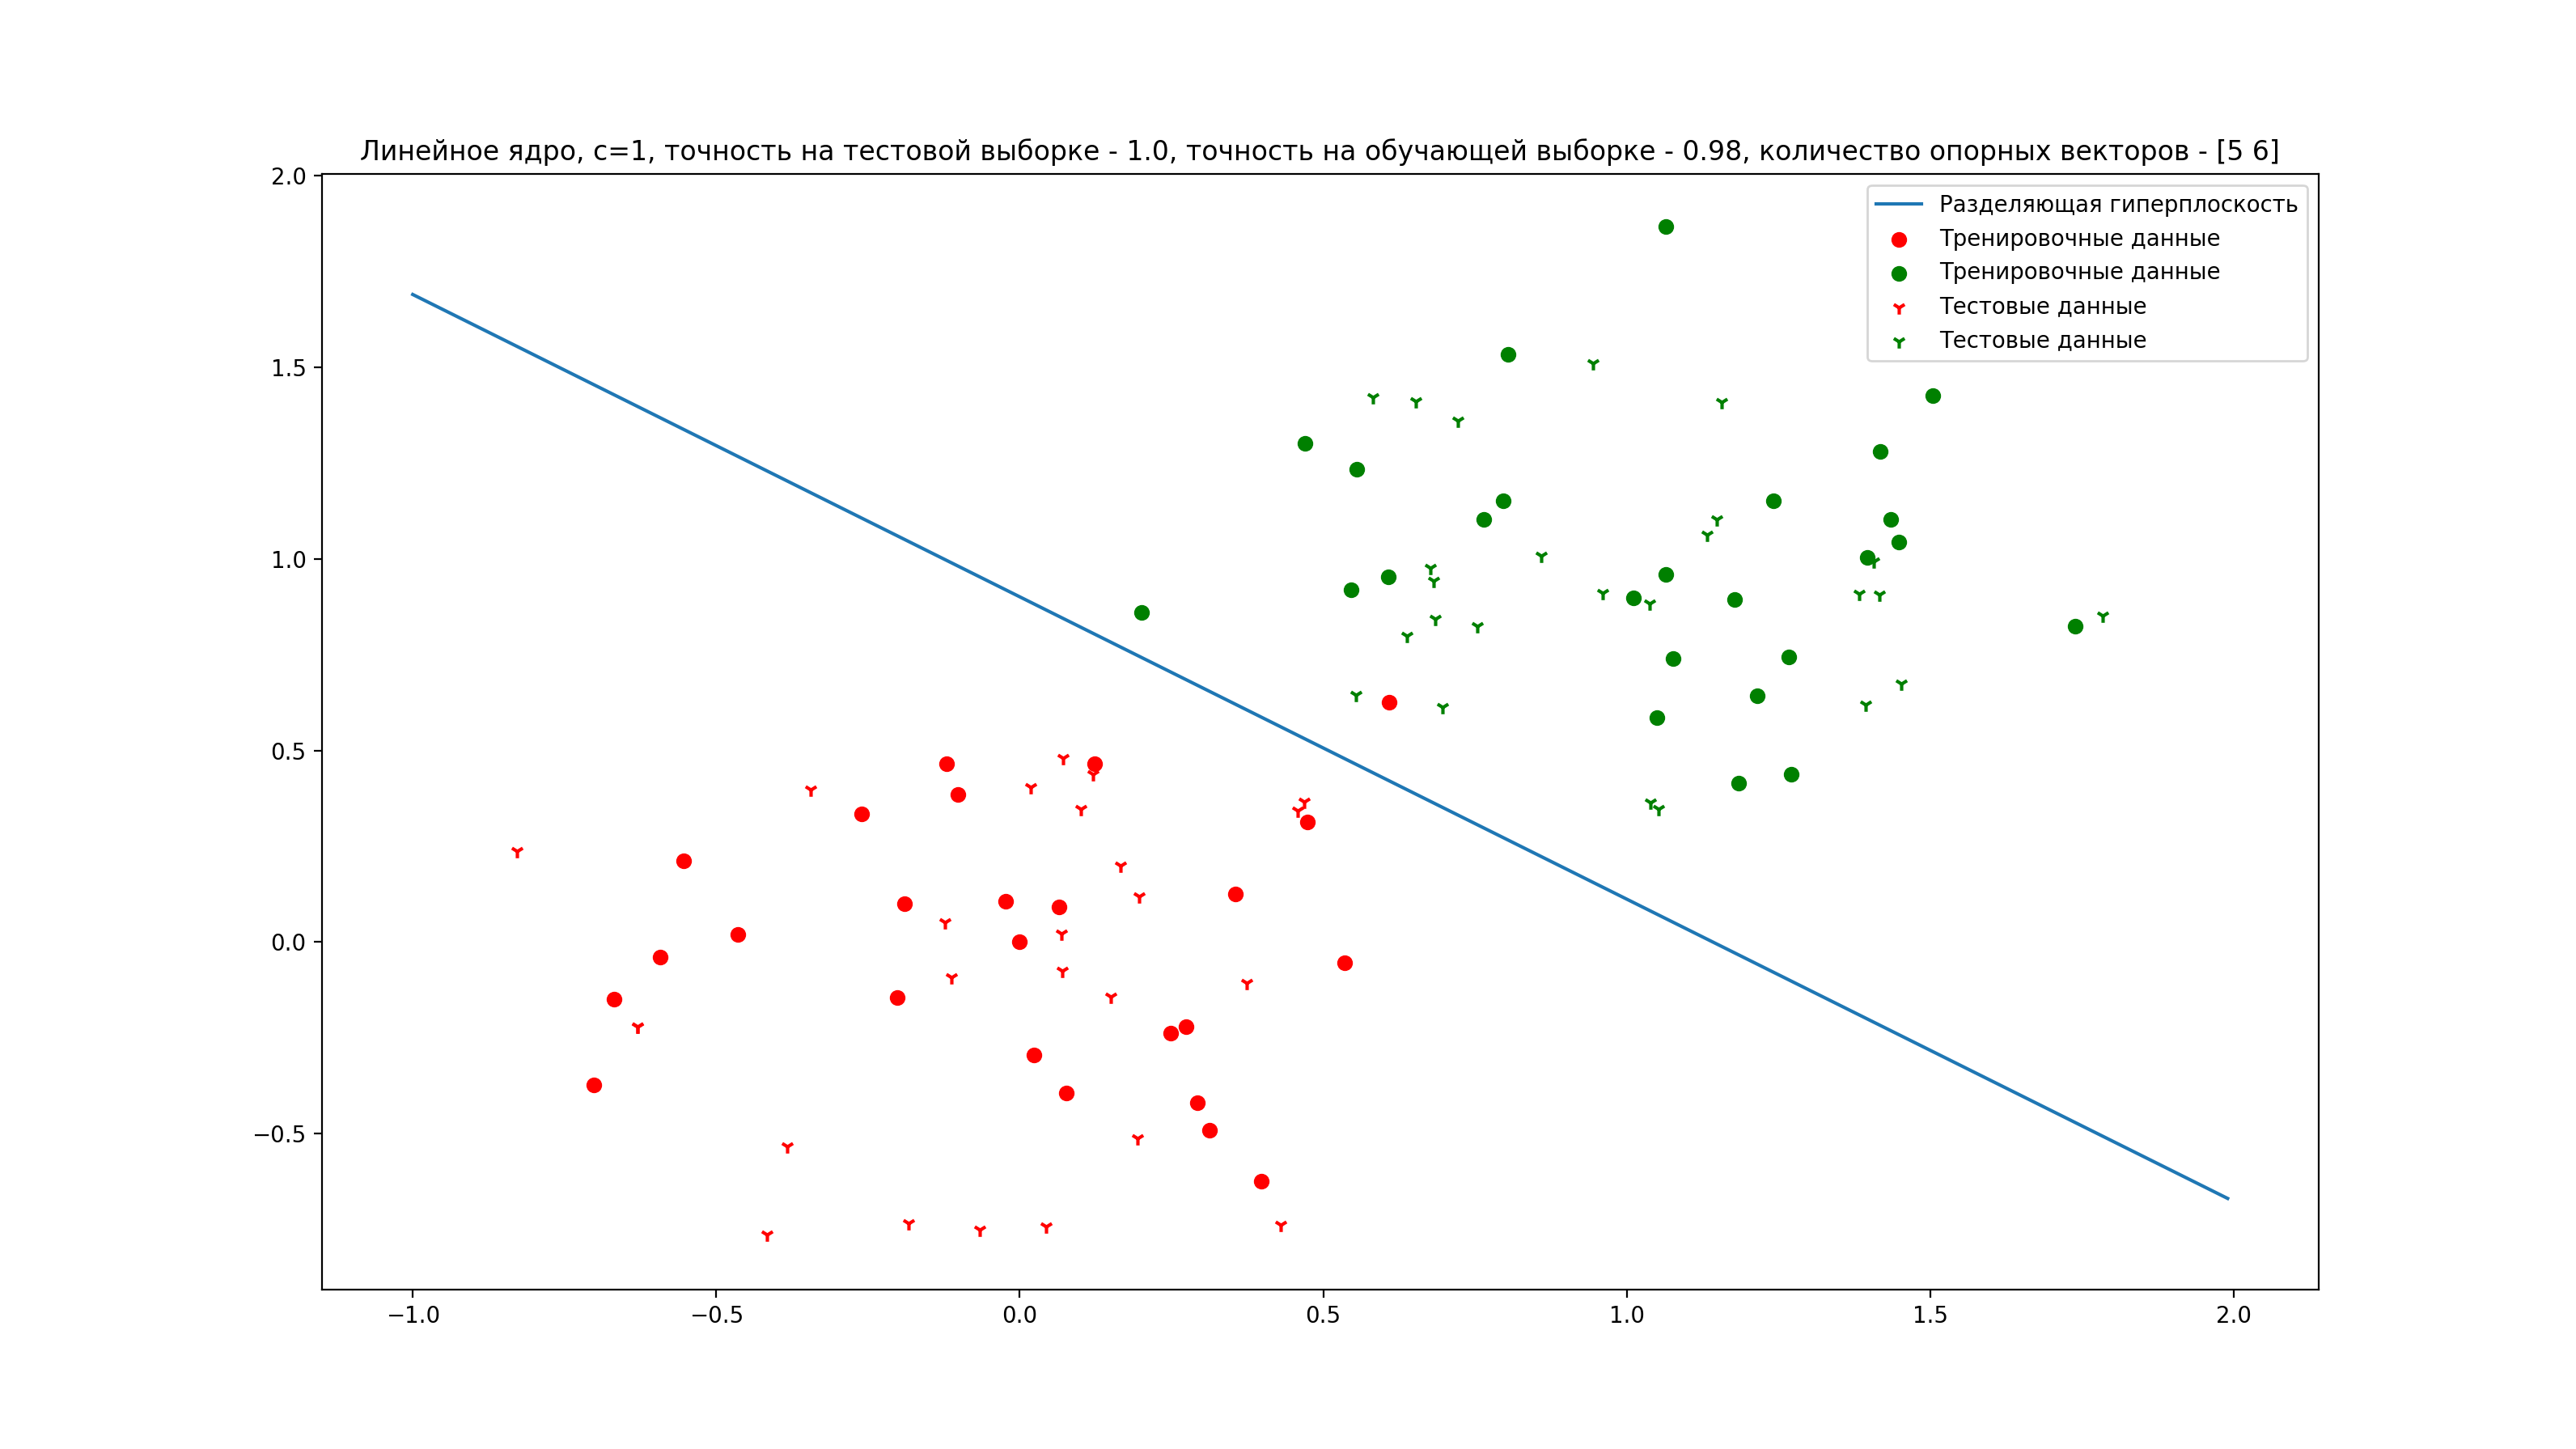 Линейное ядро, c=1, точность на тестовой выборке - 1.0, точность на обучающей выборке - 0.98, количество опорных векторов - [5 6]
2.0
1.5
1.0
0.5
0.0
−0.5
Разделяющая гиперплоскость
Тренировочные данные
Тренировочные данные
Тестовые данные
Тестовые данные
−1.0
−0.5
0.0
0.5
1.0
1.5
2.0